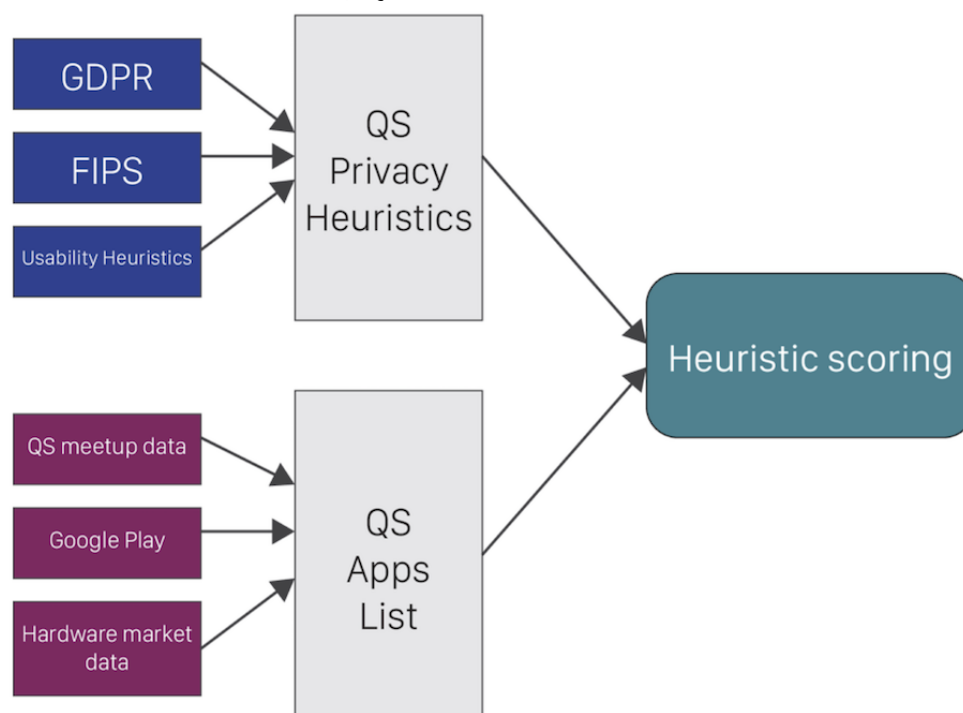 GDPR
FIPS
Usability Heuristics
QS
Privacy
Heuristics
QS meetup data
Google Play
Hardware market
data
QS
Apps
List
Heuristic scoring